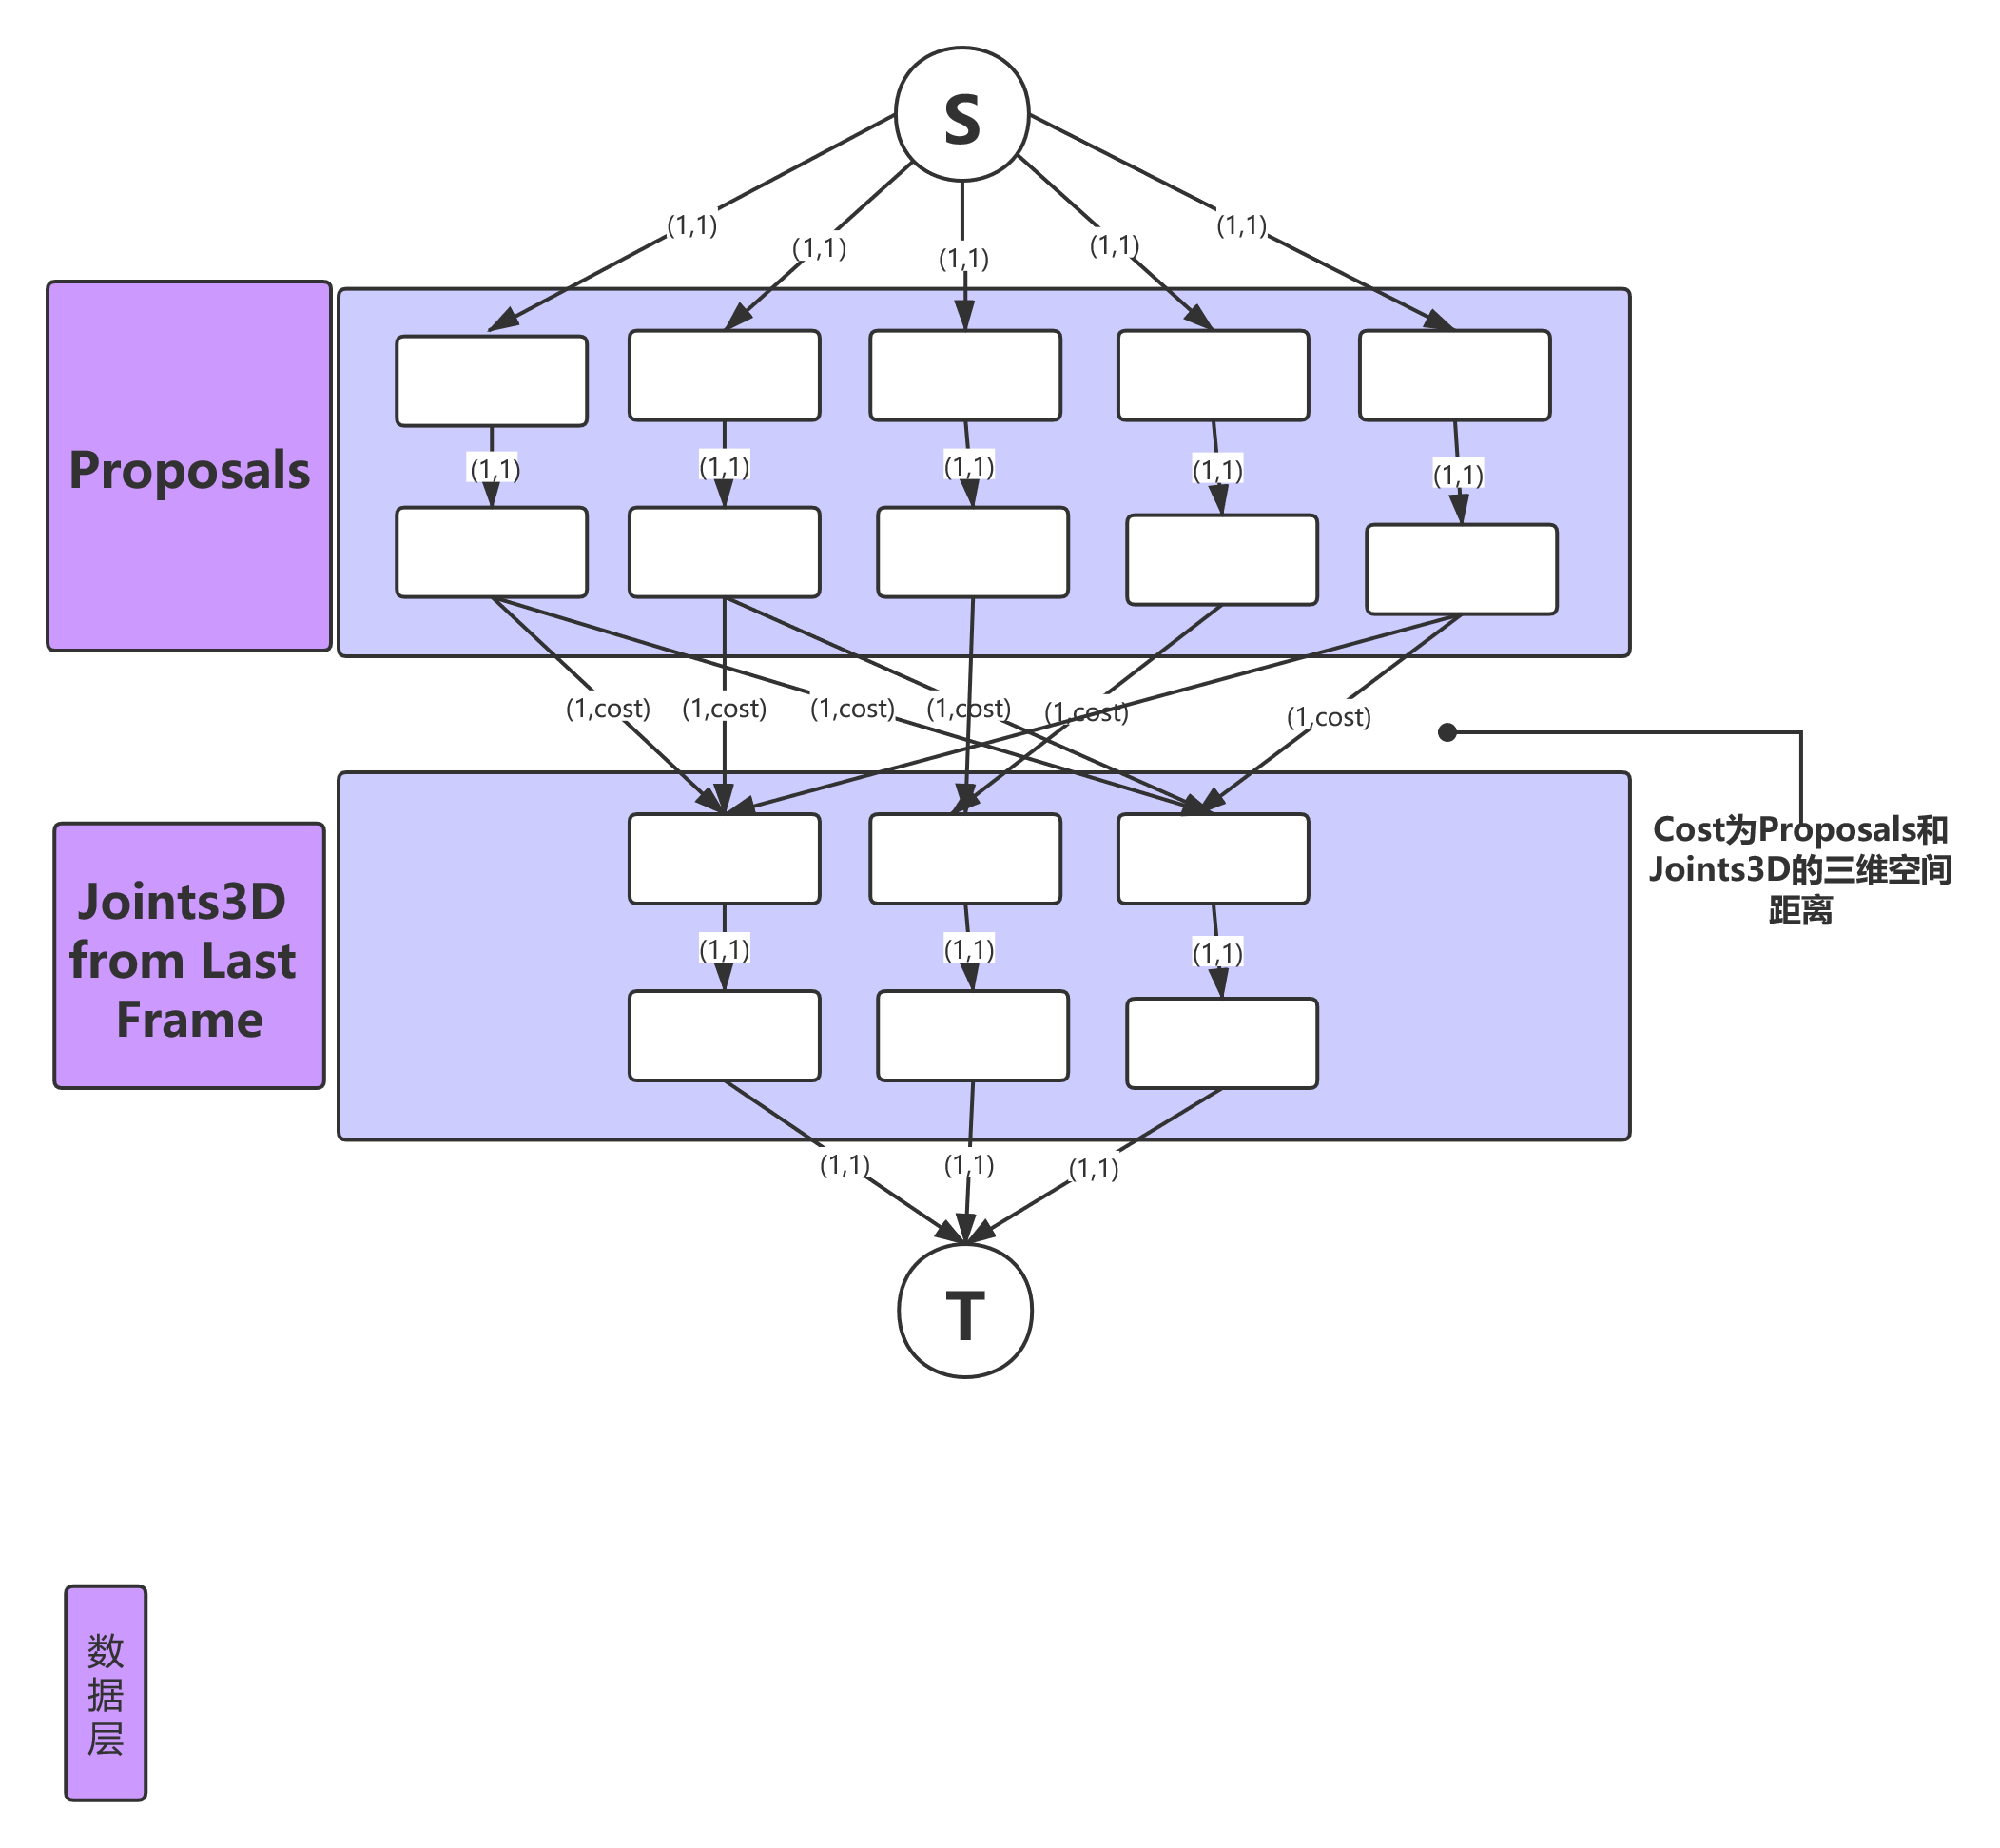 S
(1,1)
(1,1)
(1,1)
(1,1)
(1,1)
Proposals
(1,1)
(1,1)
(1,1)
(1,1)
(1,1)
(1,cost)
(1,cost)
(1,cost)
(1,cost)
(1,cost)
(1,cost)
Cost为Proposals和
Joints3D的三维空间
距离
Joints3D
from Last
Frame
(1,1)
(1,1)
(1,1)
(1,1)
(1,1)
(1,1)
T
数
据
层